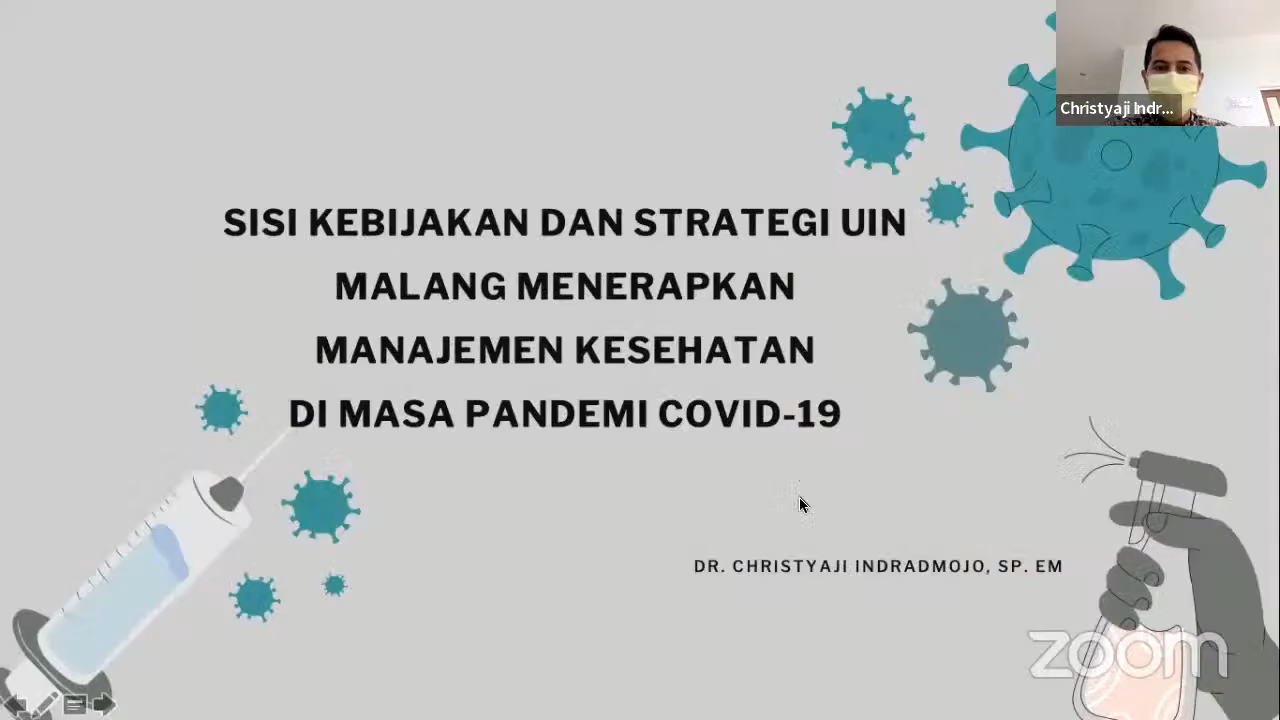 Christyaji Indr...
SISI KEBIJAKAN DAN STRATEGI UIN
MALANG MENERAPKAN
MANAJEMEN KESEHATAN
DI MASA PANDEMI COVID-19
DR. CHRISTYAJI INDRADMOJO, SP. EM
zoom